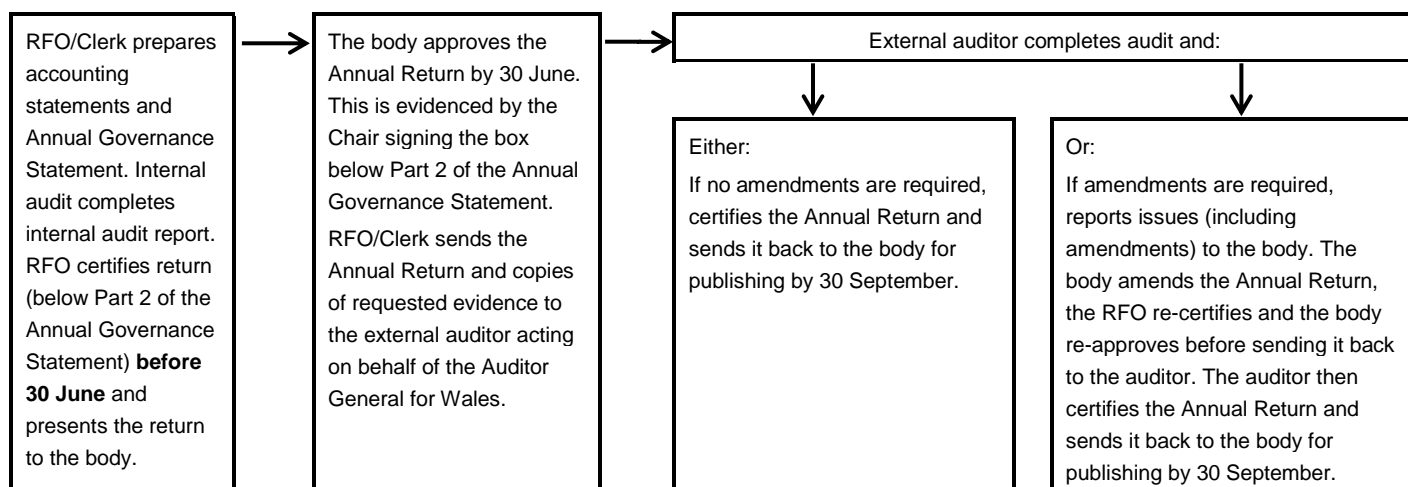 RFO/Clerk prepares
accounting
statements and
Annual Governance
Statement. Internal
audit completes
internal audit report.
RFO certifies return
(below Part 2 of the
Annual Governance
Statement) before
30 June and
presents the return
to the body.
The body approves the
Annual Return by 30 June.
This is evidenced by the
Chair signing the box
below Part 2 of the Annual
Governance Statement.
RFO/Clerk sends the
Annual Return and copies
of requested evidence to
the external auditor acting
on behalf of the Auditor
General for Wales.
External auditor completes audit and:
Either:
If no amendments are required,
certifies the Annual Return and
sends it back to the body for
publishing by 30 September.
Or:
If amendments are required,
reports issues (including
amendments) to the body. The
body amends the Annual Return,
the RFO re-certifies and the body
re-approves before sending it back
to the auditor. The auditor then
certifies the Annual Return and
sends it back to the body for
publishing by 30 September.